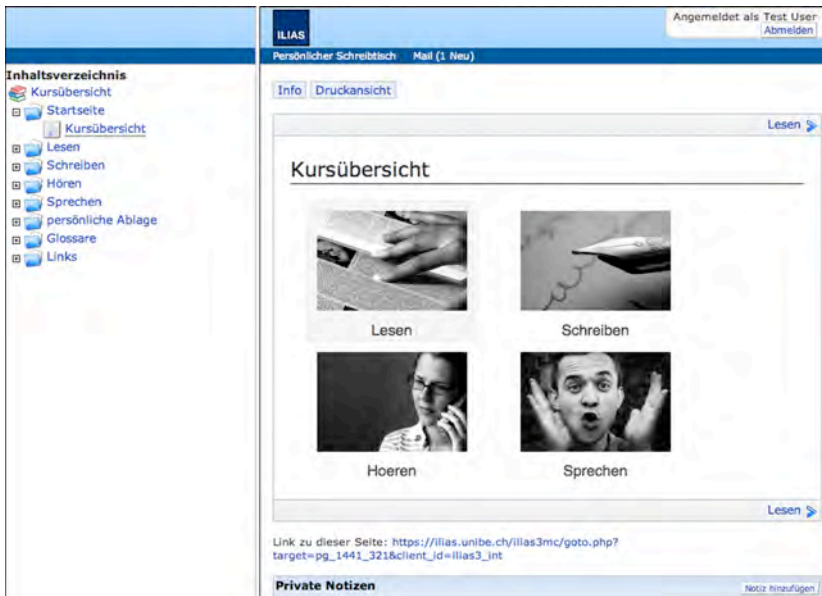 Inhaltsverzeichnis
Kursübersicht
Startseite
Kursübersicht
Lesen
Schreiben
Hören
Sprechen
persönliche Ablage
Glossare
Links
ILIAS
Angemeldet als Test User
Abmelden
Persönlicher Schreibtisch Mail (1 Neu)
Info Druckansicht
Lesen
Kursübersicht
Lesen Schreiben
Hoeren Sprechen
Lesen
Link zu dieser Seite: https://ilias.unibe.ch/ilias3mc/goto.php?
target=pg_1441_321&client_id=ilias3_int
Private Notizen Notiz hinzufügen